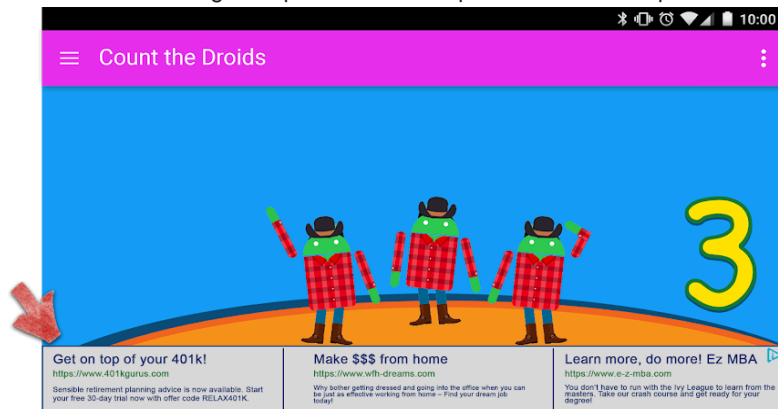 10:00
Count the Droids
3
Get on top of your 401k!
https://www.401kgurus.com
Sensible retirement planning advice is now available. Start
your free 30-day trial now with offer code RELAX401K.
Make $$$ from home
https://www.wfh-dreams.com
Why bother getting dressed and going into the office when you can
be just as effective working from home – Find your dream job
today!
Learn more, do more! Ez MBA
https://www.e-z-mba.com
You don't have to run with the Ivy League to learn from the
masters. Take our crash course and get ready for your
degree!